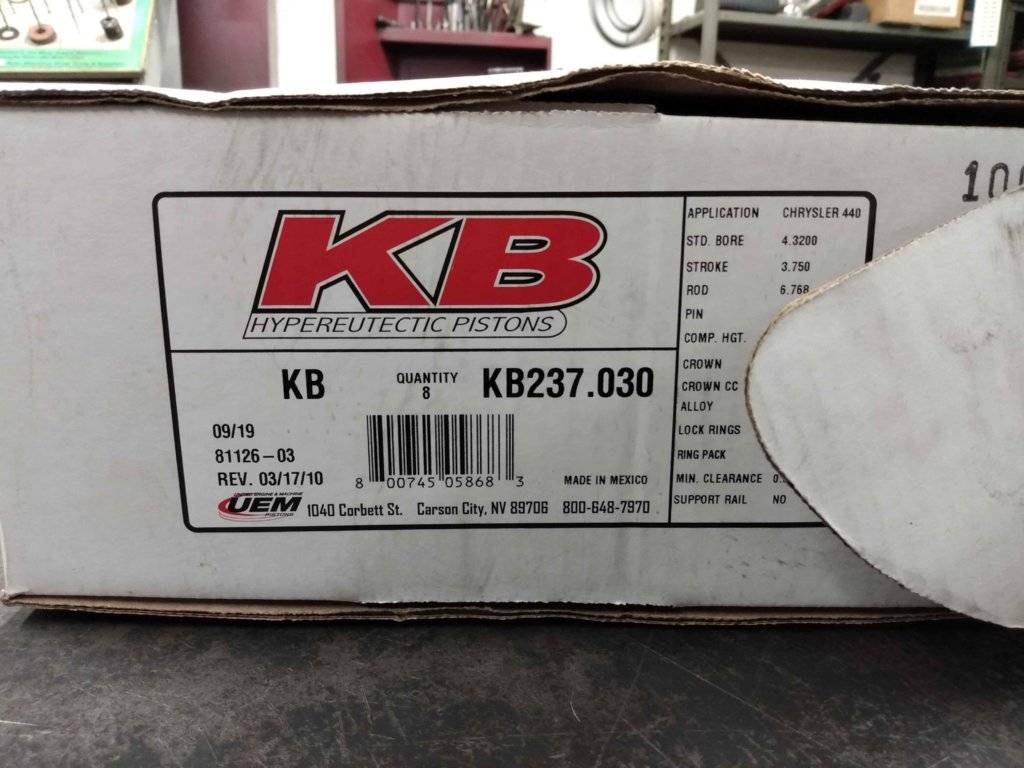 KB
HYPEREUTECTIC PISTONS
KB
QUANTITY
8
KB237.030
09/19
81126-03
REV. 03/17/10
8 00745 05868 3
MADE IN MEXICO
UEM
PISTONS
1040 Corbett St. Carson City, NV 89706 800-648-7970
APPLICATION CHRYSLER 440
STD. BORE 4.3200
STROKE 3.750
ROD 6.768
PIN
COMP. HGT.
CROWN
CROWN CC
ALLOY
LOCK RINGS
RING PACK
MIN. CLEARANCE 0.
SUPPORT RAIL NO
10